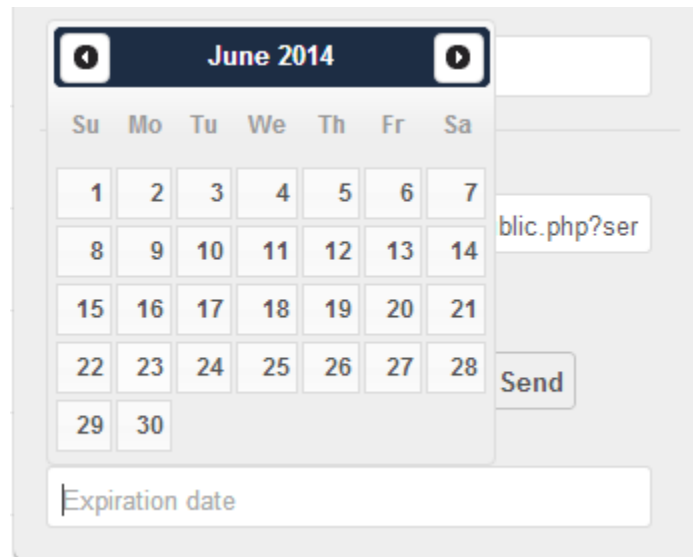 June 2014
Su Mo Tu We Th Fr Sa
1 2 3 4 5 6 7
8 9 10 11 12 13 14
blic.php?ser
15 16 17 18 19 20 21
22 23 24 25 26 27 28
Send
29 30
Expiration date